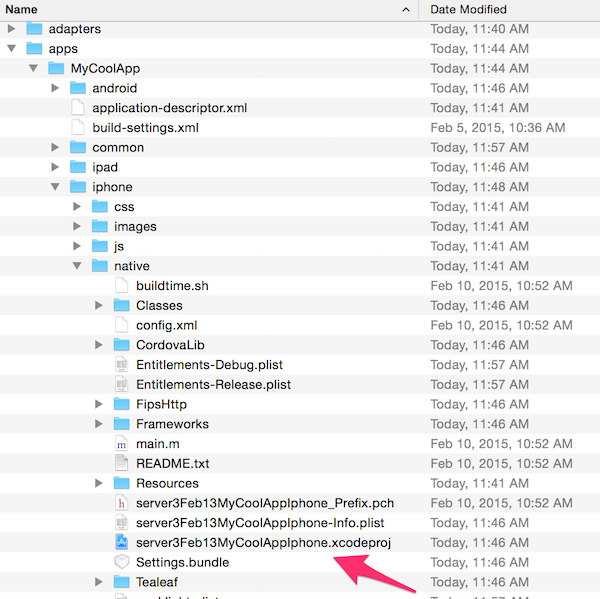 Name Date Modified
adapters Today, 11:40 AM
apps Today, 11:44 AM
MyCoolApp Today, 11:44 AM
android Today, 11:46 AM
application-descriptor.xml Today, 11:41 AM
build-settings.xml Feb 5, 2015, 10:36 AM
common Today, 11:57 AM
ipad Today, 11:46 AM
iphone Today, 11:48 AM
css Today, 11:41 AM
images Today, 11:41 AM
js Today, 11:41 AM
native Today, 11:41 AM
buildtime.sh Feb 10, 2015, 10:52 AM
Classes Today, 11:46 AM
config.xml Feb 10, 2015, 10:52 AM
CordovaLib Today, 11:46 AM
Entitlements-Debug.plist Today, 11:57 AM
Entitlements-Release.plist Today, 11:57 AM
FipsHttp Today, 11:46 AM
Frameworks Today, 11:46 AM
main.m Feb 10, 2015, 10:52 AM
README.txt Feb 10, 2015, 10:52 AM
Resources Today, 11:41 AM
server3Feb13MyCoolAppIphone_Prefix.pch Feb 10, 2015, 10:52 AM
server3Feb13MyCoolAppIphone-Info.plist Today, 11:46 AM
server3Feb13MyCoolAppIphone.xcodeproj Today, 11:46 AM
Settings.bundle Today, 11:46 AM
Tealeaf Today, 11:46 AM